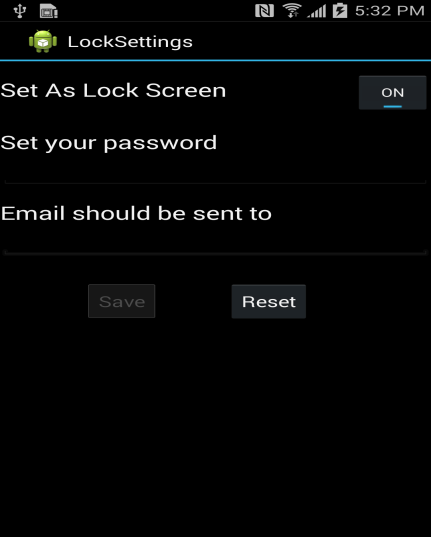 5:32 PM
LockSettings
Set As Lock Screen
ON
Set your password
Email should be sent to
Save
Reset